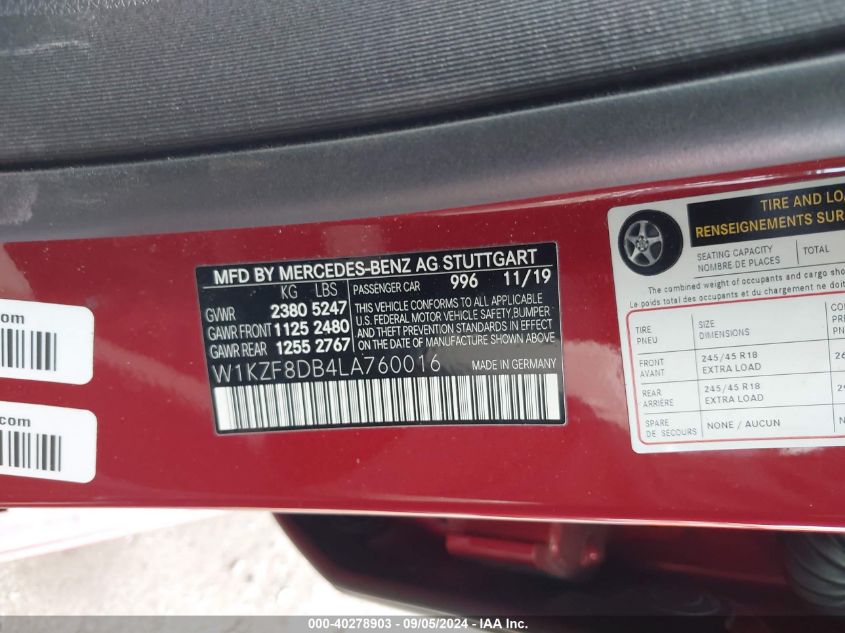 MFD BY MERCEDES-BENZ AG STUTTGART
KG LBS PASSENGER CAR 996 11/19
GVWR 2380 5247
GAWR FRONT 1125 2480
GAWR REAR 1255 2767
THIS VEHICLE CONFORMS TO ALL APPLICABLE
U.S. FEDERAL MOTOR VEHICLE SAFETY, BUMPER
AND THEFT PREVENTION STANDARDS IN EFFECT
ON THE DATE OF MANUFACTURE SHOWN ABOVE.
W1KZF8DB4LA760016 MADE IN GERMANY
.com
.com
TIRE AND LOA
RENSEIGNEMENTS SUR
SEATING CAPACITY
NOMBRE DE PLACES
TOTAL
The combined weight of occupants and cargo shou
Le poids total des occupants et du chargement ne doit
TIRE SIZE
PNEU DIMENSIONS
FRONT 245/45 R18
AVANT EXTRA LOAD
REAR 245/45 R18
ARRIÈRE EXTRA LOAD
SPARE NONE / AUCUN
DE SECOURS
000-40278903 - 09/05/2024 - IAA Inc.